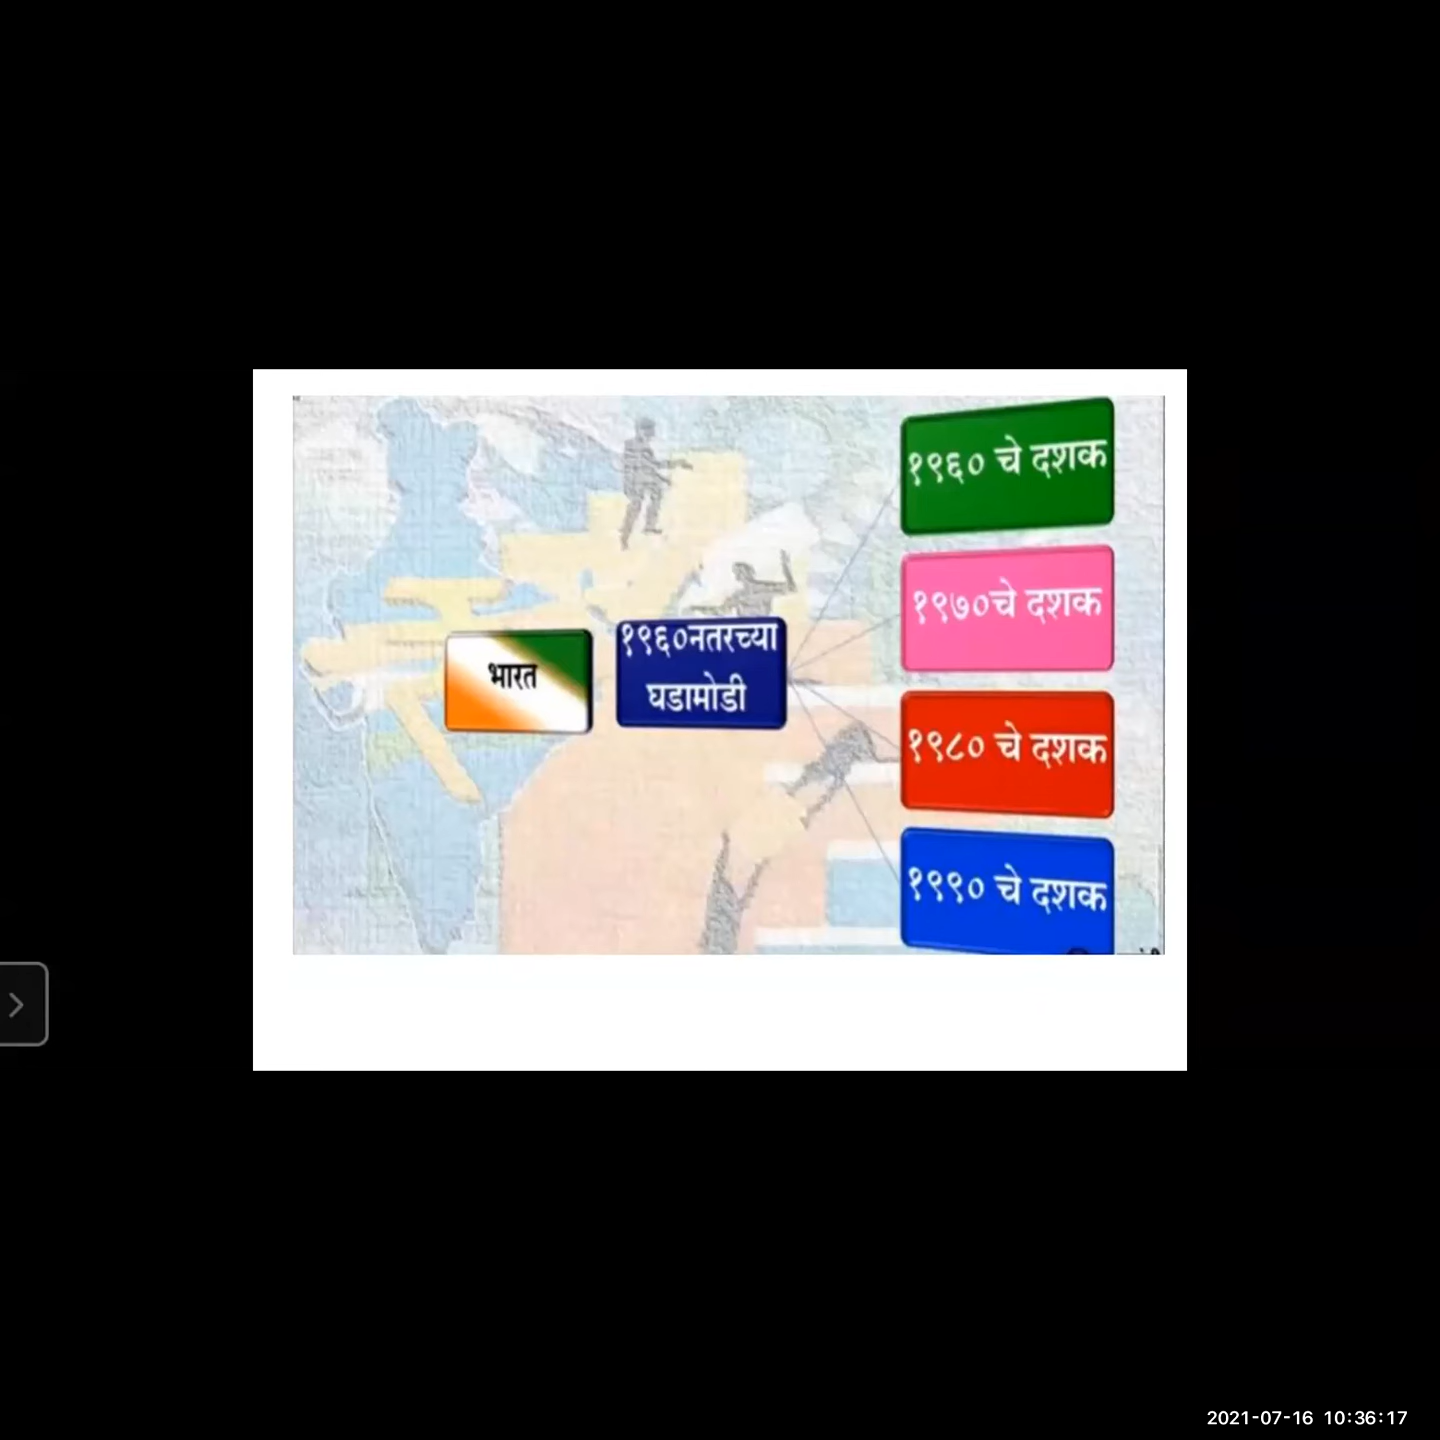 भारत
१९६०नतरच्या
घडामोडी
१९६० चे दशक
१९७०चे दशक
१९८० चे दशक
१९९० चे दशक
2021-07-16 10:36:17